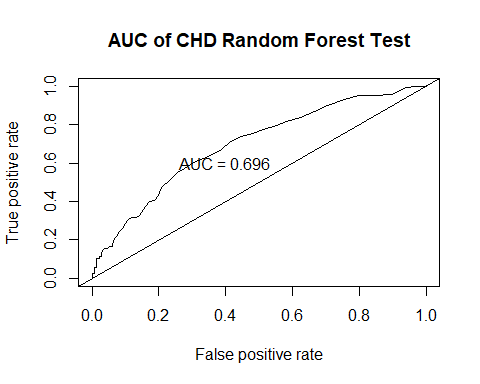 AUC of CHD Random Forest Test
True positive rate
1.0
0.8
0.6
0.4
0.2
0.0
AUC = 0.696
0.0 0.2 0.4 0.6 0.8 1.0
False positive rate